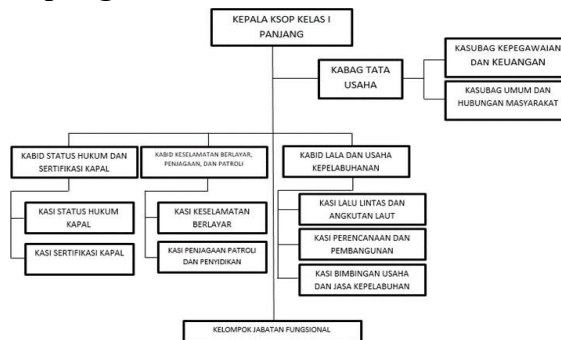 KEPALA KSOP KELAS I
PANJANG
KABAG TATA
USAHA
KASUBAG KEPEGAWAIAN
DAN KEUANGAN
KASUBAG UMUM DAN
HUBUNGAN MASYARAKAT
KABID STATUS HUKUM DAN
SERTIFIKASI KAPAL
KABID KESELAMATAN BERLAYAR,
PENJAGAAN, DAN PATROLI
KABID LALA DAN USAHA
KEPELABUHANAN
KASI STATUS HUKUM
KAPAL
KASI SERTIFIKASI KAPAL
KASI KESELAMATAN
BERLAYAR
KASI PENJAGAAN PATROLI
DAN PENYIDIKAN
KASI LALU LINTAS DAN
ANGKUTAN LAUT
KASI PERENCANAAN DAN
PEMBANGUNAN
KASI BIMBINGAN USAHA
DAN JASA KEPELABUHAN
KELOMPOK JABATAN FUNGSIONAL